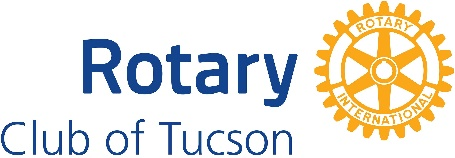 Rotary
Club of Tucson
ROTARY
INTERNATIONAL